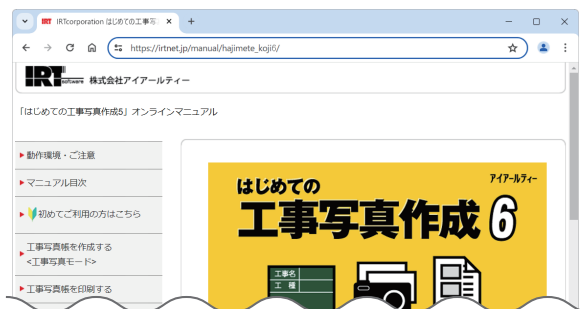 IRT IRTcorporation はじめての工事写
https://irtnet.jp/manual/hajimete_koji6/
IRT software 株式会社アイアールティー
「はじめての工事写真作成5」オンラインマニュアル
動作環境・ご注意
マニュアル目次
初めてご利用の方はこちら
工事写真帳を作成する
<工事写真モード>
工事写真帳を印刷する
アイアールティー
はじめての
工事写真作成6
工事名
工 種